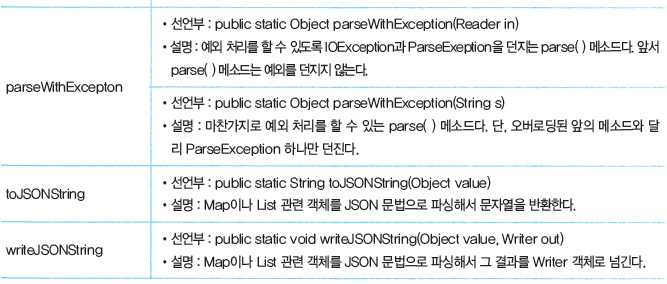 parseWithExcepton
• 선언부 : public static Object parseWithException(Reader in)
• 설명 : 예외 처리를 할 수 있도록 IOException과 ParseExeption을 던지는 parse( ) 메소드다. 앞서
parse( ) 메소드는 예외를 던지지 않는다.
• 선언부 : public static Object parseWithException(String s)
• 설명 : 마찬가지로 예외 처리를 할 수 있는 parse( ) 메소드다. 단, 오버로딩된 앞의 메소드와 달
리 ParseException 하나만 던진다.
toJSONString
• 선언부 : public static String toJSONString(Object value)
• 설명 : Map이나 List 관련 객체를 JSON 문법으로 파싱해서 문자열을 반환한다.
writeJSONString
• 선언부 : public static void writeJSONString(Object value, Writer out)
• 설명 : Map이나 List 관련 객체를 JSON 문법으로 파싱해서 그 결과를 Writer 객체로 넘긴다.